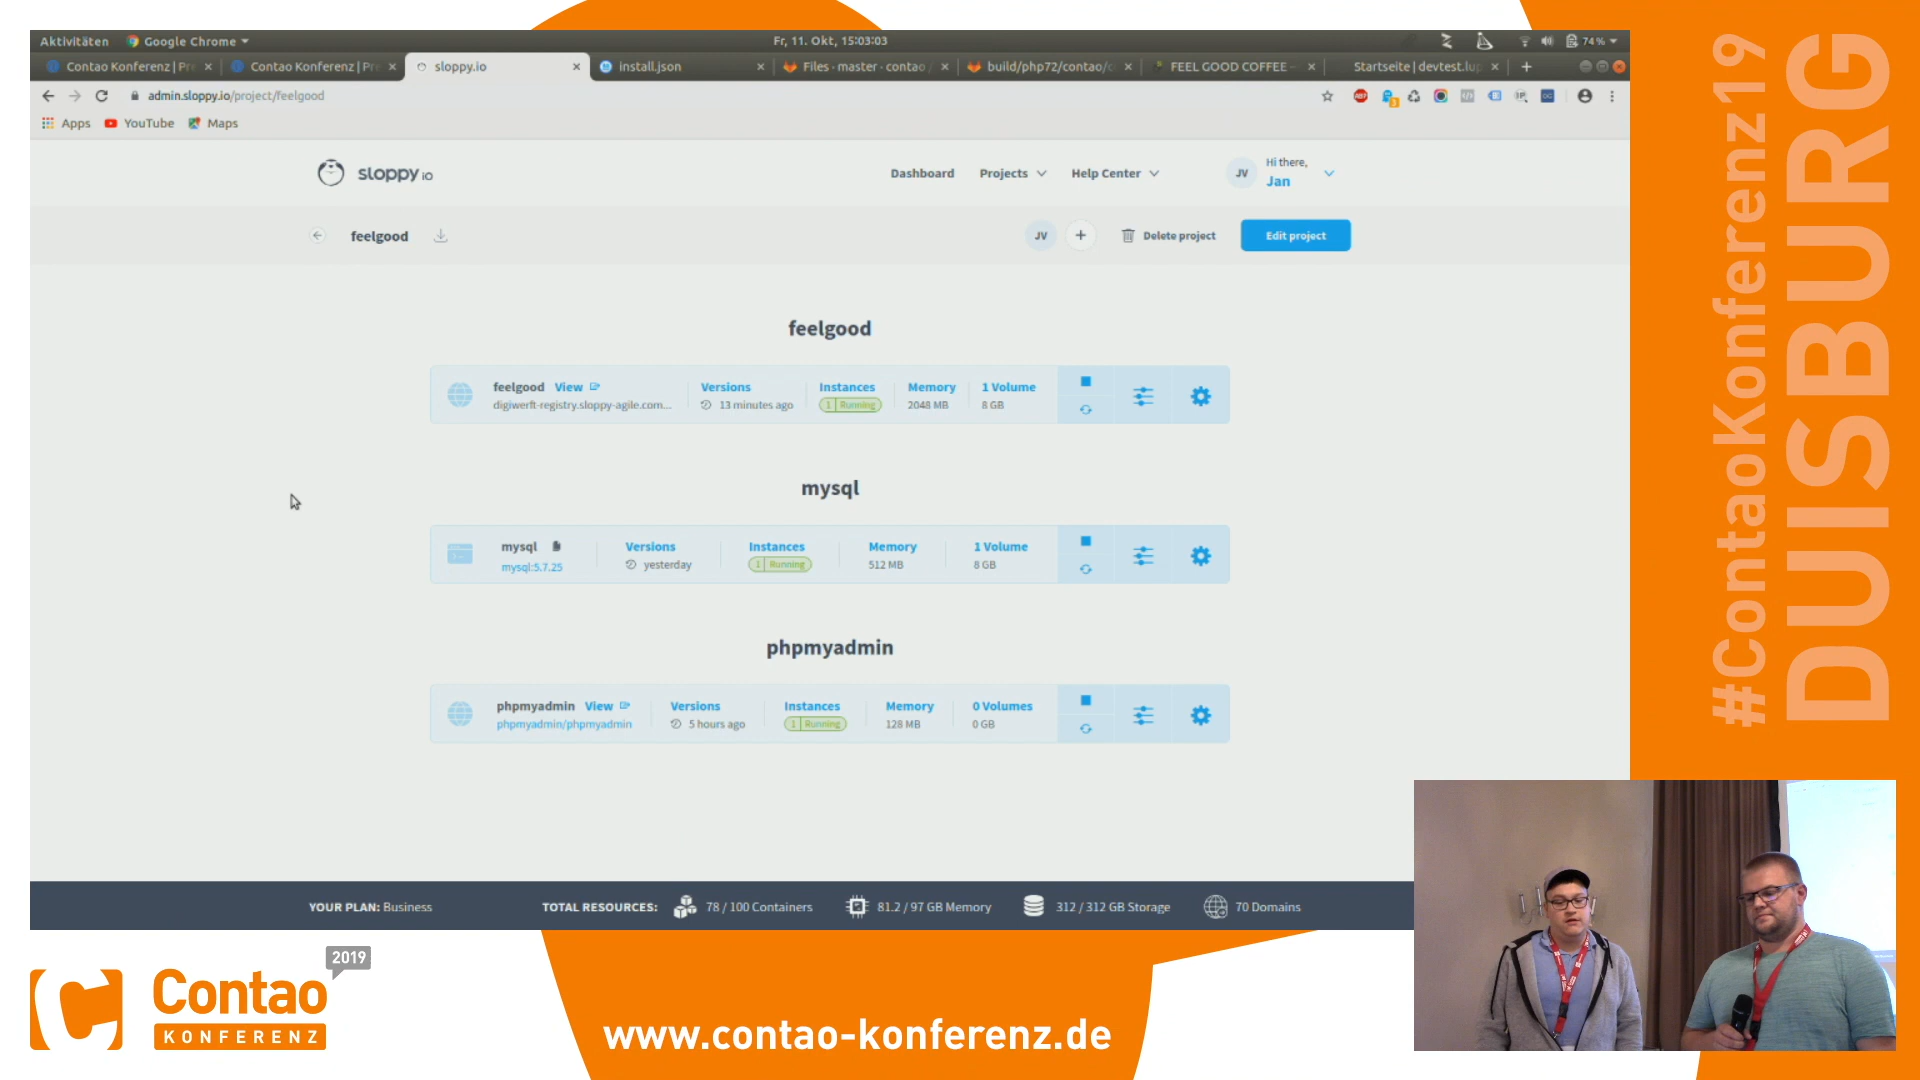 Aktivitäten Google Chrome Fr, 11. Okt, 15:03:03 74%
Contao Konferenz | Pr Contao Konferenz | Pr sloppy.io install.json Files · master · contao / build/php72/contao/c FEEL GOOD COFFEE – Startseite | devtest.lup
admin.sloppy.io/project/feelgood
Apps YouTube Maps
sloppy io Dashboard Projects Help Center JV Hi there,
Jan
feelgood JV + Delete project Edit project
feelgood
feelgood View Versions Instances Memory 1 Volume
digiwerft-registry.sloppy-agile.com... 13 minutes ago 1 Running 2048 MB 8 GB
mysql
mysql Versions Instances Memory 1 Volume
mysql:5.7.25 yesterday 1 Running 512 MB 8 GB
phpmyadmin
phpmyadmin View Versions Instances Memory 0 Volumes
phpmyadmin/phpmyadmin 5 hours ago 1 Running 128 MB 0 GB
YOUR PLAN: Business TOTAL RESOURCES: 78 / 100 Containers 81.2 / 97 GB Memory 312 / 312 GB Storage 70 Domains
#ContaoKonferenz19
DUISBURG
2019
Contao
KONFERENZ
www.contao-konferenz.de